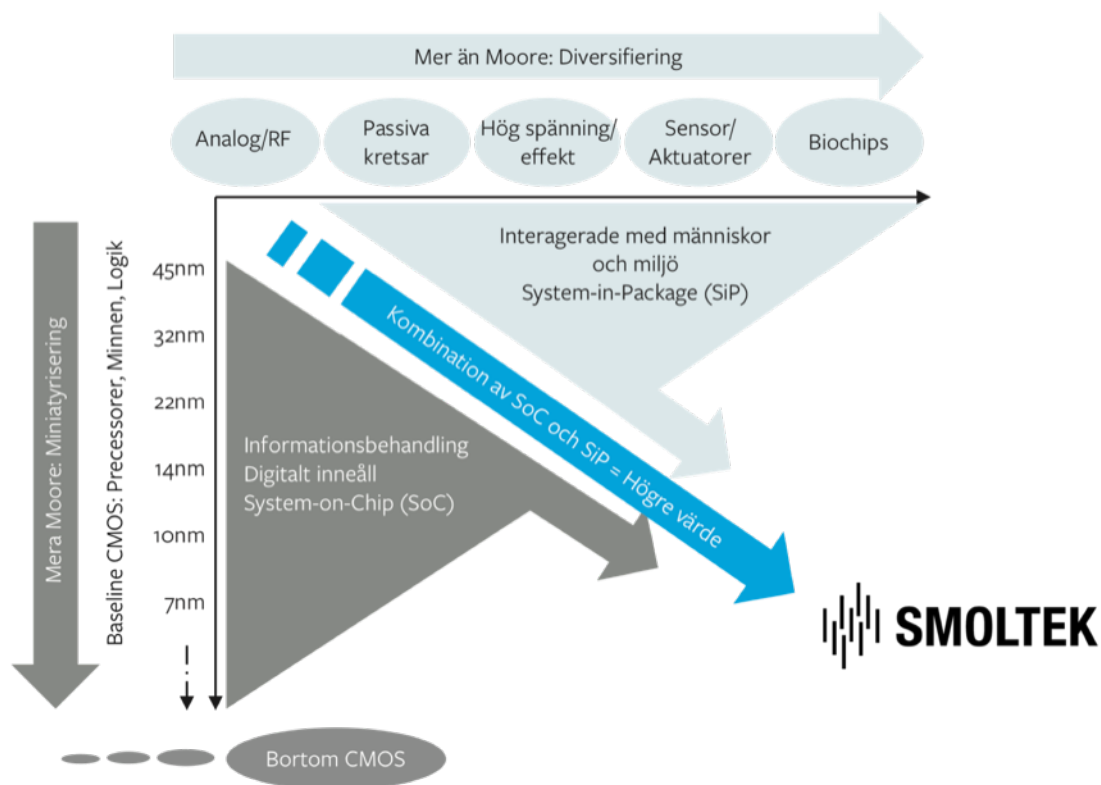 Mer än Moore: Diversifiering
Analog/RF
Passiva
kretsar
Hög spänning/
effekt
Sensor/
Aktuatorer
Biochips
Interagerade med människor
och miljö
System-in-Package (SiP)
Mera Moore: Miniatyrisering
Baseline CMOS: Precessorer, Minnen, Logik
45nm
32nm
22nm
14nm
10nm
7nm
Kombination av SoC och SiP = Högre värde
Informationsbehandling
Digitalt inneåll
System-on-Chip (SoC)
SMOLTEK
Bortom CMOS